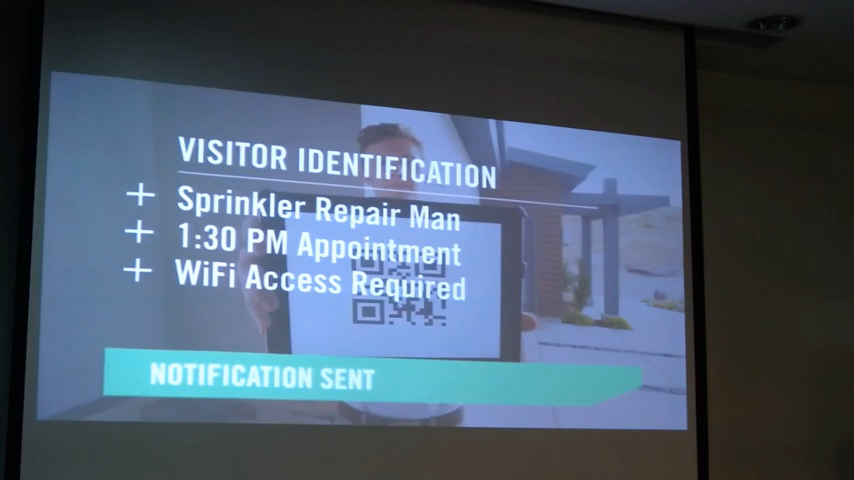 VISITOR IDENTIFICATION
+ Sprinkler Repair Man
+ 1:30 PM Appointment
+ WiFi Access Required
NOTIFICATION SENT